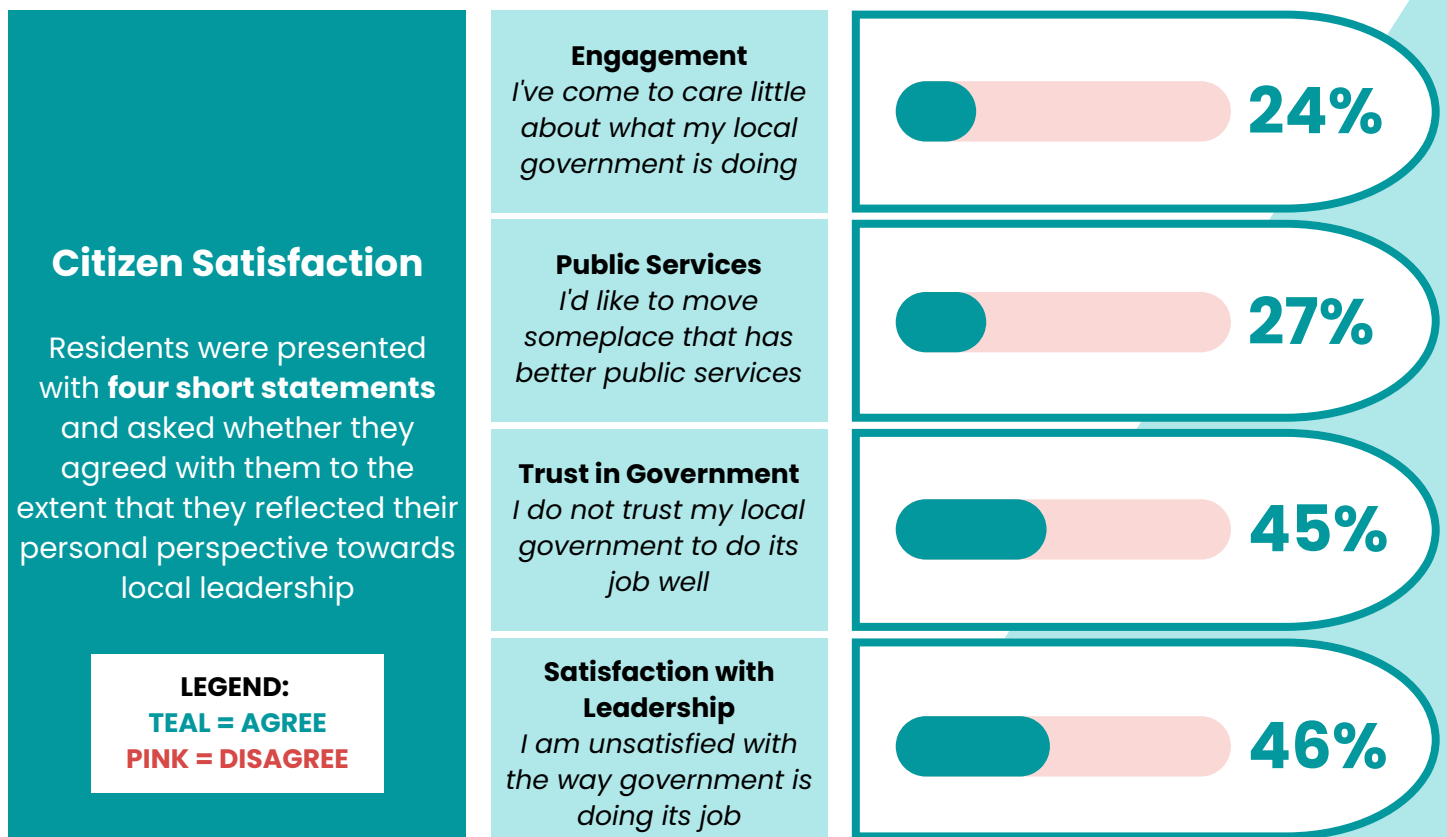 Citizen Satisfaction
Residents were presented
with four short statements
and asked whether they
agreed with them to the
extent that they reflected their
personal perspective towards
local leadership
LEGEND:
TEAL = AGREE
PINK = DISAGREE
Engagement
I've come to care little
about what my local
government is doing
24%
Public Services
I'd like to move
someplace that has
better public services
27%
Trust in Government
I do not trust my local
government to do its
job well
45%
Satisfaction with
Leadership
I am unsatisfied with
the way government is
doing its job
46%